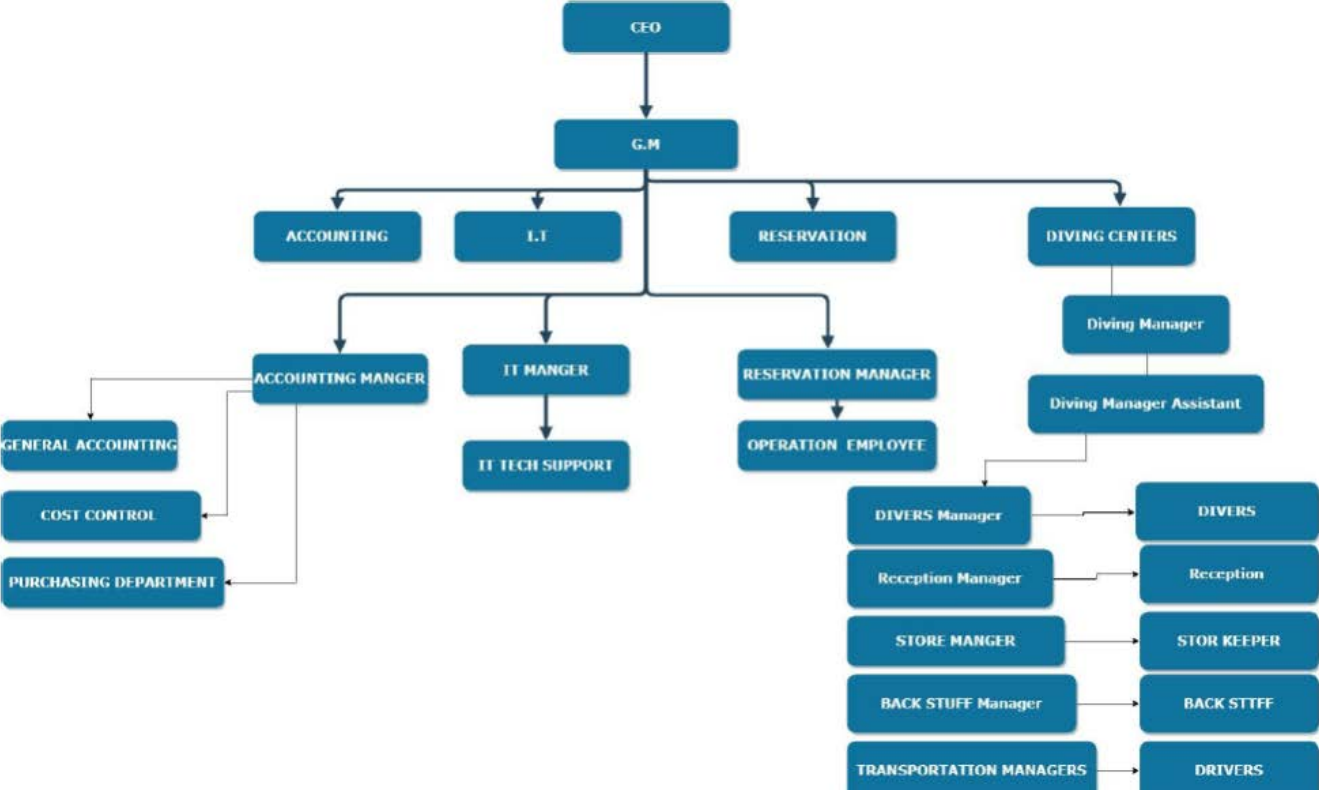 CEO
G.M
ACCOUNTING
I.T
RESERVATION
DIVING CENTERS
Diving Manager
ACCOUNTING MANGER
IT MANGER
RESERVATION MANAGER
Diving Manager Assistant
GENERAL ACCOUNTING
IT TECH SUPPORT
OPERATION EMPLOYEE
COST CONTROL
DIVERS Manager
DIVERS
PURCHASING DEPARTMENT
Reception Manager
Reception
STORE MANGER
STOR KEEPER
BACK STUFF Manager
BACK STTFF
TRANSPORTATION MANAGERS
DRIVERS